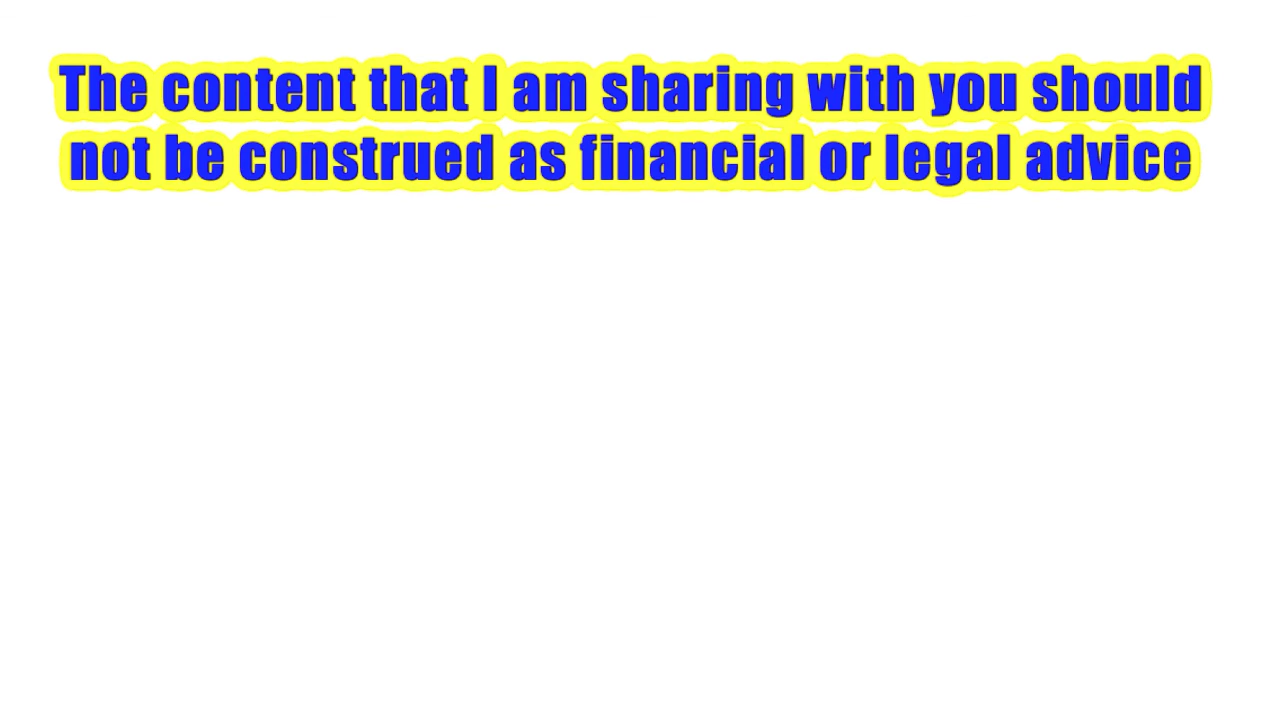 The content that I am sharing with you should
not be construed as financial or legal advice